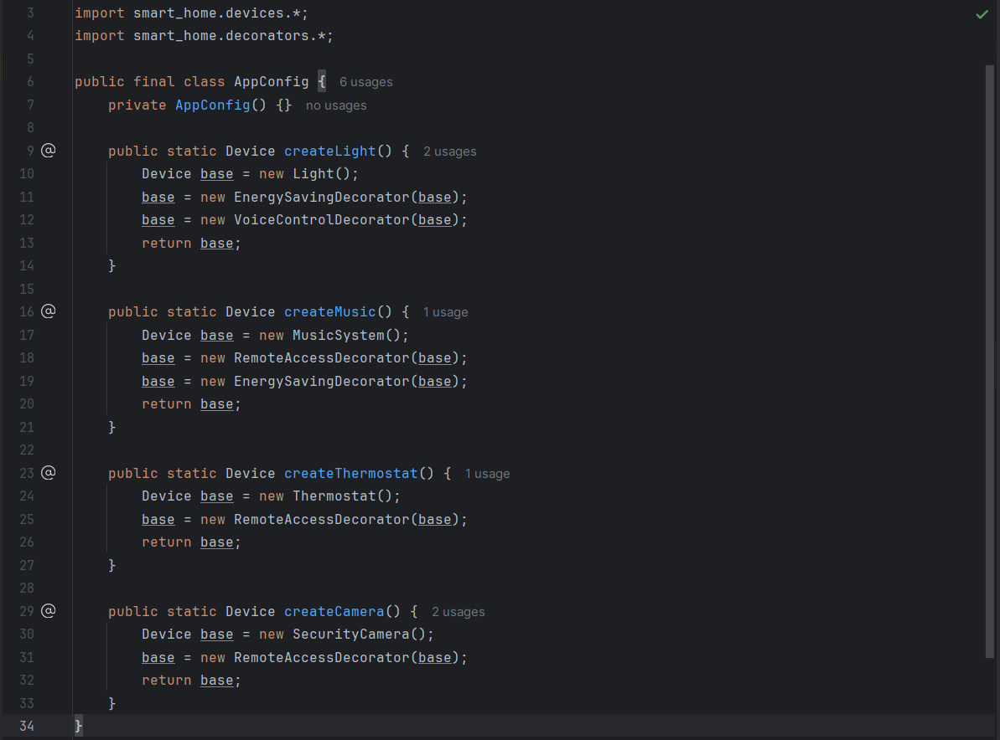 3 import smart_home.devices.*;
4 import smart_home.decorators.*;
5
6 public final class AppConfig { 6 usages
7     private AppConfig() {} no usages
8
9 @ public static Device createLight() { 2 usages
10         Device base = new Light();
11         base = new EnergySavingDecorator(base);
12         base = new VoiceControlDecorator(base);
13         return base;
14     }
15
16 @ public static Device createMusic() { 1 usage
17         Device base = new MusicSystem();
18         base = new RemoteAccessDecorator(base);
19         base = new EnergySavingDecorator(base);
20         return base;
21     }
22
23 @ public static Device createThermostat() { 1 usage
24         Device base = new Thermostat();
25         base = new RemoteAccessDecorator(base);
26         return base;
27     }
28
29 @ public static Device createCamera() { 2 usages
30         Device base = new SecurityCamera();
31         base = new RemoteAccessDecorator(base);
32         return base;
33     }
34 }